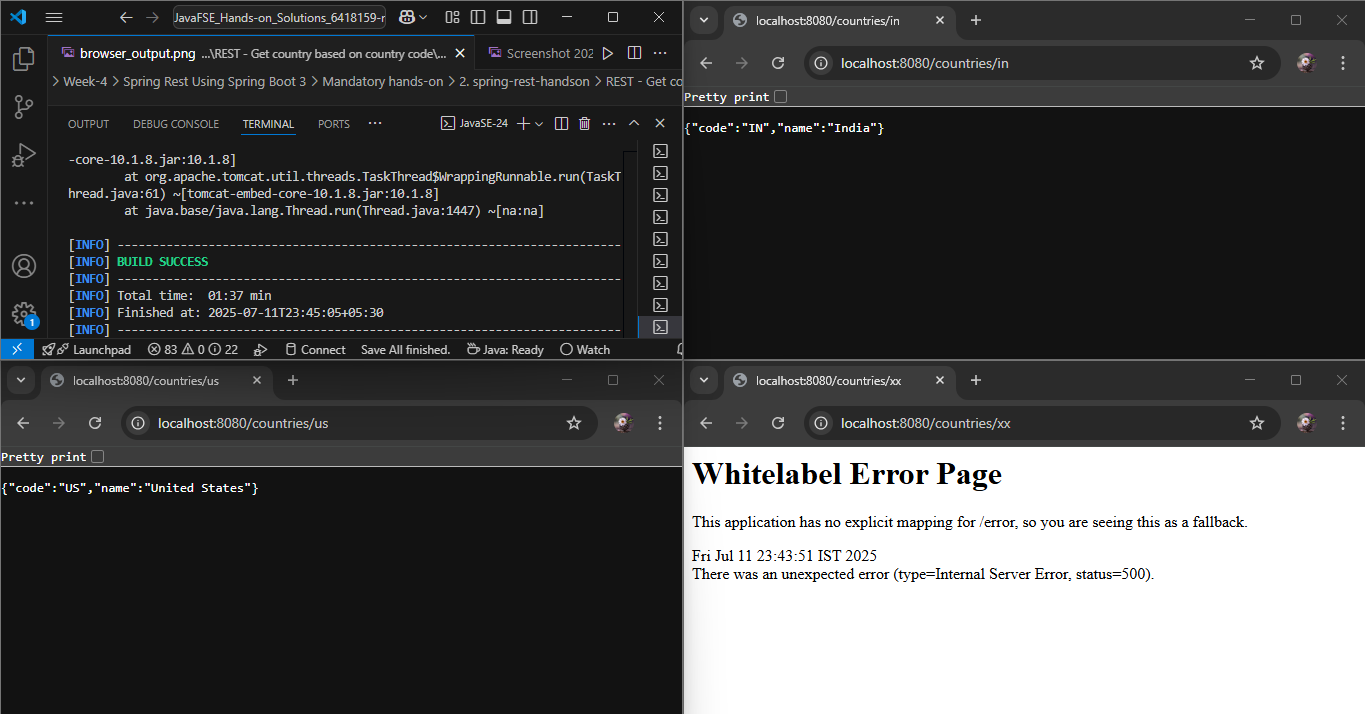 JavaFSE_Hands-on_Solutions_6418159-r
browser_output.png ...\REST - Get country based on country code\...
Screenshot 202
Week-4 > Spring Rest Using Spring Boot 3 > Mandatory hands-on > 2. spring-rest-handson > REST - Get co
OUTPUT DEBUG CONSOLE TERMINAL PORTS ... JavaSE-24
-core-10.1.8.jar:10.1.8]
at org.apache.tomcat.util.threads.TaskThread$WrappingRunnable.run(TaskT
hread.java:61) ~[tomcat-embed-core-10.1.8.jar:10.1.8]
at java.base/java.lang.Thread.run(Thread.java:1447) ~[na:na]
[INFO] ------------------------------------------------------------------------
[INFO] BUILD SUCCESS
[INFO] ------------------------------------------------------------------------
[INFO] Total time:  01:37 min
[INFO] Finished at: 2025-07-11T23:45:05+05:30
[INFO] ------------------------------------------------------------------------
1
Launchpad 83 0 22 Connect Save All finished. Java: Ready Watch
localhost:8080/countries/in
localhost:8080/countries/in
Pretty print
{"code":"IN","name":"India"}
localhost:8080/countries/us
localhost:8080/countries/us
Pretty print
{"code":"US","name":"United States"}
localhost:8080/countries/xx
localhost:8080/countries/xx
Whitelabel Error Page
This application has no explicit mapping for /error, so you are seeing this as a fallback.
Fri Jul 11 23:43:51 IST 2025
There was an unexpected error (type=Internal Server Error, status=500).